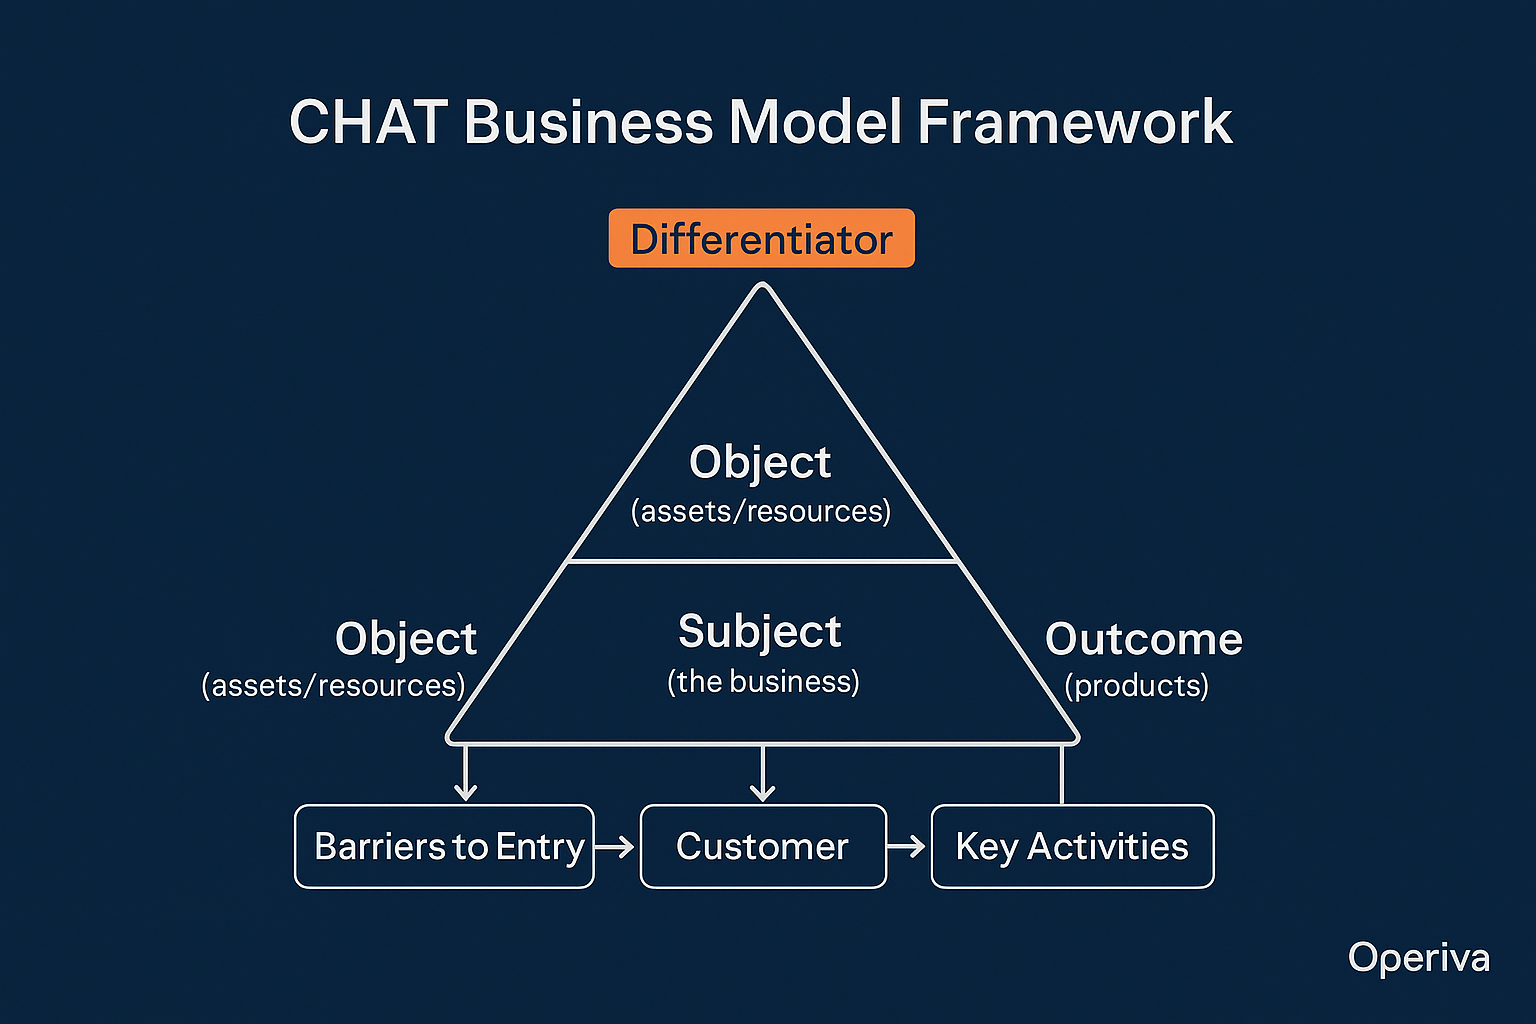 CHAT Business Model Framework
Differentiator
Object
(assets/resources)
Object
(assets/resources)
Subject
(the business)
Outcome
(products)
Barriers to Entry
Customer
Key Activities
Operiva